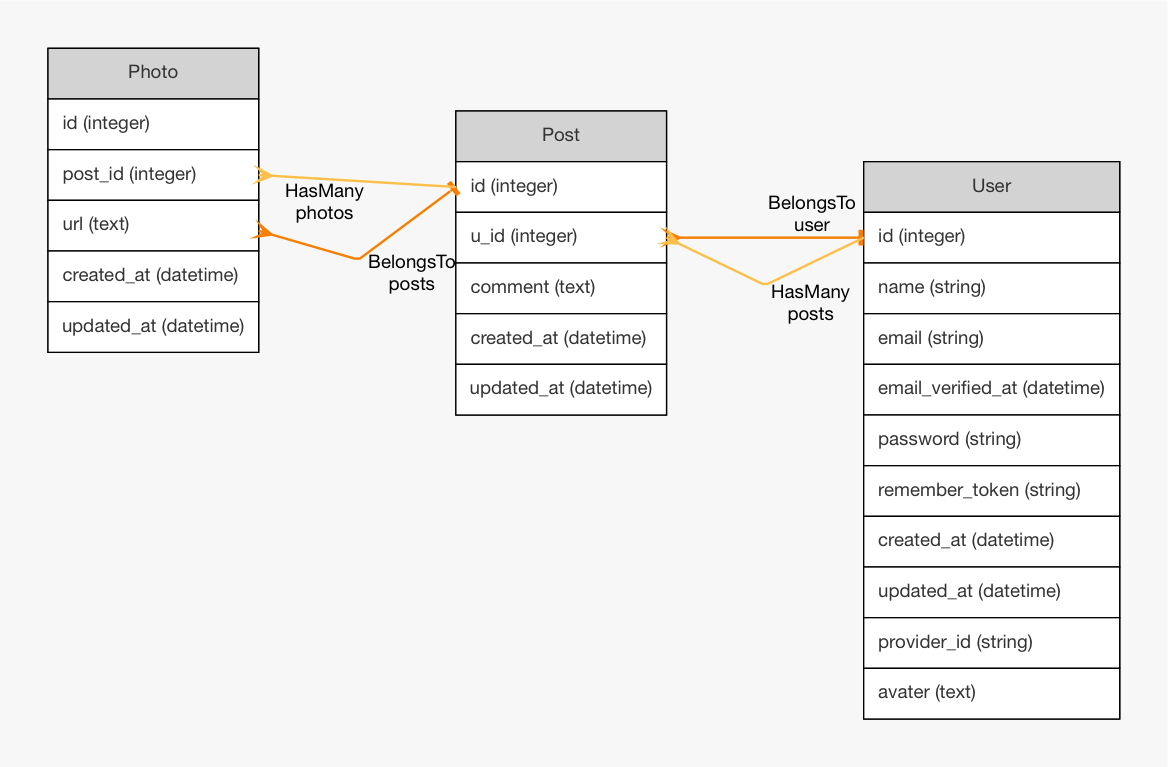 Photo
id (integer)
post_id (integer)
url (text)
created_at (datetime)
updated_at (datetime)
HasMany
photos
BelongsTo
posts
Post
id (integer)
u_id (integer)
comment (text)
created_at (datetime)
updated_at (datetime)
BelongsTo
user
HasMany
posts
User
id (integer)
name (string)
email (string)
email_verified_at (datetime)
password (string)
remember_token (string)
created_at (datetime)
updated_at (datetime)
provider_id (string)
avater (text)